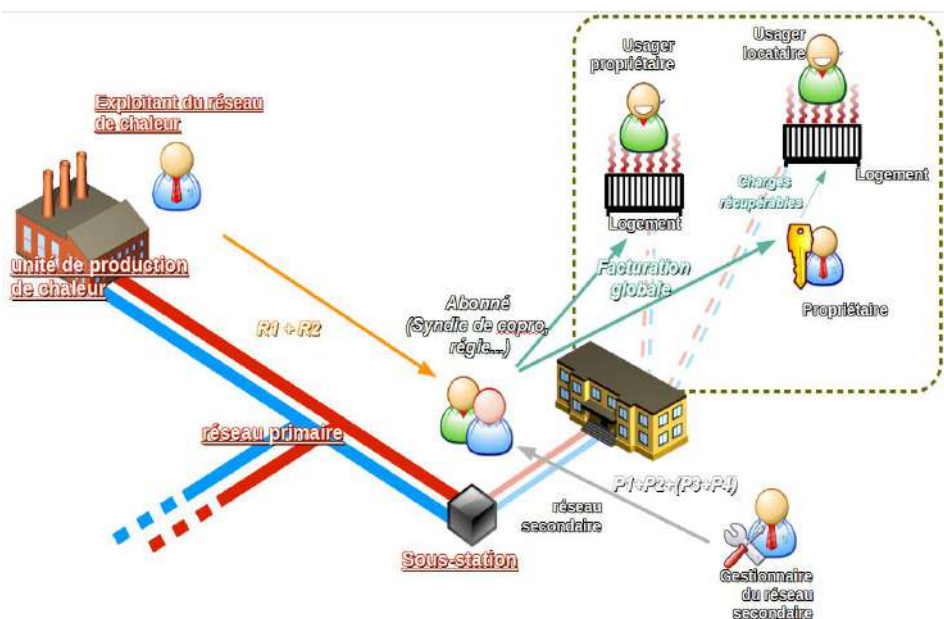 Usager
propriétaire
Usager
locataire
Exploitant du réseau
de chaleur
Logement
Charges
récupérables
Logement
unité de production
de chaleur
Facturation
globale
Propriétaire
Abonné
(Syndic de copro,
régie...)
R1 + R2
réseau primaire
P1+P2+(P3+P4)
réseau
secondaire
Sous-station
Gestionnaire
du réseau
secondaire